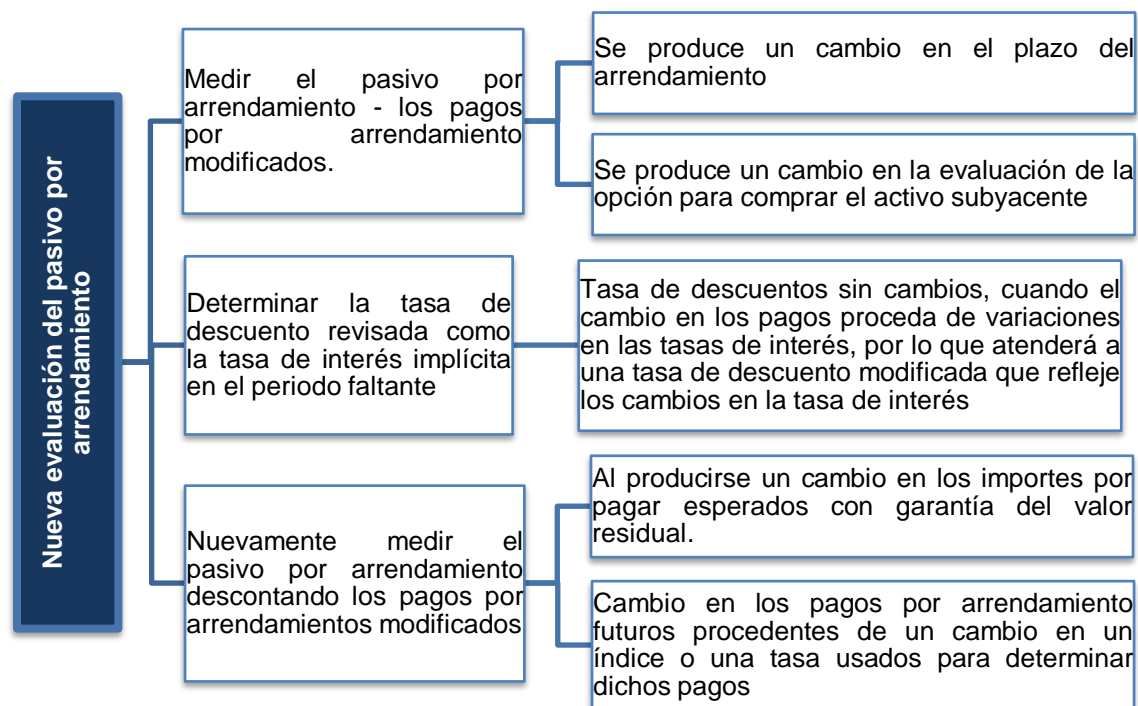 Nueva evaluación del pasivo por
arrendamiento
Medir el pasivo por
arrendamiento - los pagos
por arrendamiento
modificados.
Se produce un cambio en el plazo del
arrendamiento
Se produce un cambio en la evaluación de la
opción para comprar el activo subyacente
Determinar la tasa de
descuento revisada como
la tasa de interés implícita
en el periodo faltante
Tasa de descuentos sin cambios, cuando el
cambio en los pagos proceda de variaciones
en las tasas de interés, por lo que atenderá a
una tasa de descuento modificada que refleje
los cambios en la tasa de interés
Nuevamente medir el
pasivo por arrendamiento
descontando los pagos por
arrendamientos modificados
Al producirse un cambio en los importes por
pagar esperados con garantía del valor
residual.
Cambio en los pagos por arrendamiento
futuros procedentes de un cambio en un
índice o una tasa usados para determinar
dichos pagos